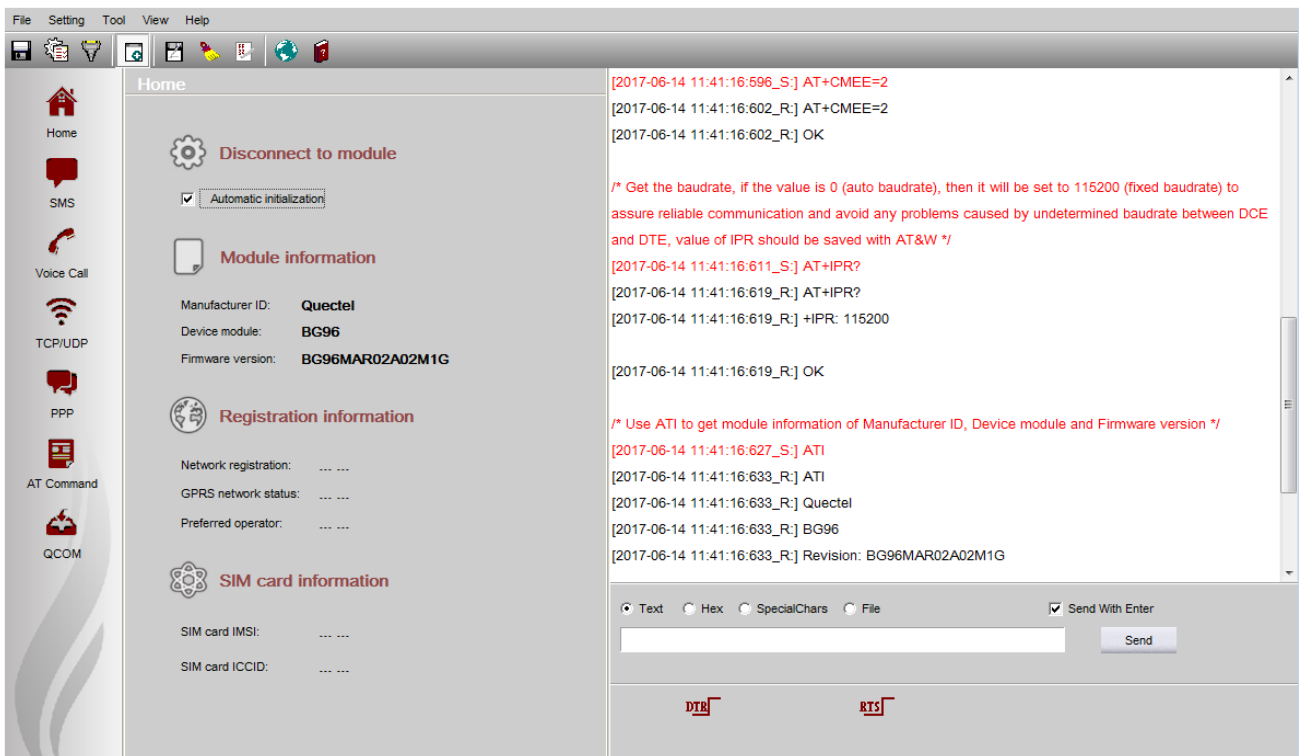 File Setting Tool View Help
Home
SMS
Voice Call
TCP/UDP
PPP
AT Command
QCOM
Home
Disconnect to module
Automatic initialization
Module information
Manufacturer ID: Quectel
Device module: BG96
Firmware version: BG96MAR02A02M1G
Registration information
Network registration: --- ---
GPRS network status: --- ---
Preferred operator: --- ---
SIM card information
SIM card IMSI: --- ---
SIM card ICCID: --- ---
[2017-06-14 11:41:16:596_S:] AT+CMEE=2
[2017-06-14 11:41:16:602_R:] AT+CMEE=2
[2017-06-14 11:41:16:602_R:] OK
/* Get the baudrate, if the value is 0 (auto baudrate), then it will be set to 115200 (fixed baudrate) to
assure reliable communication and avoid any problems caused by undetermined baudrate between DCE
and DTE, value of IPR should be saved with AT&W */
[2017-06-14 11:41:16:611_S:] AT+IPR?
[2017-06-14 11:41:16:619_R:] AT+IPR?
[2017-06-14 11:41:16:619_R:] +IPR: 115200
[2017-06-14 11:41:16:619_R:] OK
/* Use ATI to get module information of Manufacturer ID, Device module and Firmware version */
[2017-06-14 11:41:16:627_S:] ATI
[2017-06-14 11:41:16:633_R:] ATI
[2017-06-14 11:41:16:633_R:] Quectel
[2017-06-14 11:41:16:633_R:] BG96
[2017-06-14 11:41:16:633_R:] Revision: BG96MAR02A02M1G
Text Hex SpecialChars File Send With Enter
Send
DTR RTS